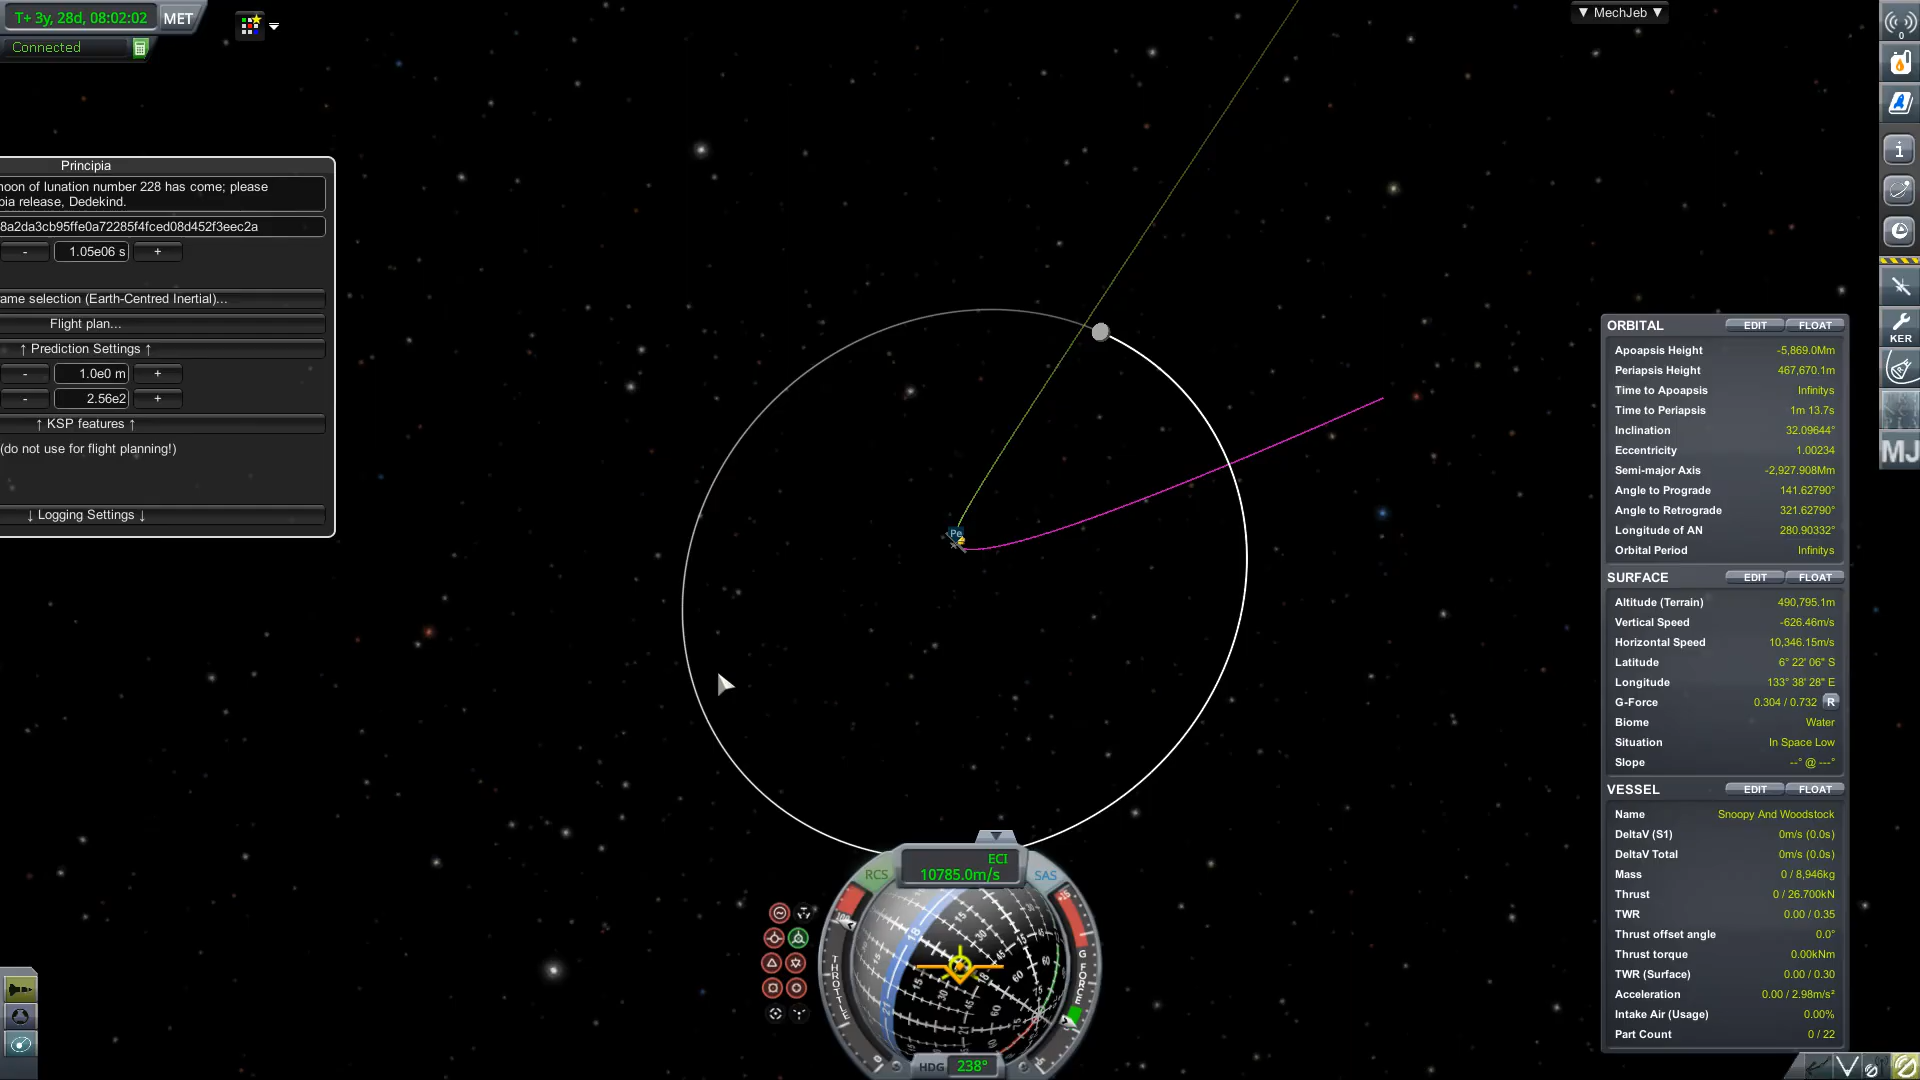 T+ 3y, 28d, 08:02:02
MET
Connected
▼ MechJeb ▼
0
Principia
noon of lunation number 228 has come; please
pia release, Dedekind.
8a2da3cb95ffe0a72285f4fced08d452f3eec2a
- 1.05e06 s +
ame selection (Earth-Centred Inertial)...
Flight plan...
↑ Prediction Settings ↑
- 1.0e0 m +
- 2.56e2 +
↑ KSP features ↑
(do not use for flight planning!)
↓ Logging Settings ↓
Pe
KER
MJ
ORBITAL EDIT FLOAT
Apoapsis Height -5,869.0Mm
Periapsis Height 467,670.1m
Time to Apoapsis Infinitys
Time to Periapsis 1m 13.7s
Inclination 32.09644°
Eccentricity 1.00234
Semi-major Axis -2,927.908Mm
Angle to Prograde 141.62790°
Angle to Retrograde 321.62790°
Longitude of AN 280.90332°
Orbital Period Infinitys
SURFACE EDIT FLOAT
Altitude (Terrain) 490,795.1m
Vertical Speed -626.46m/s
Horizontal Speed 10,346.15m/s
Latitude 6° 22' 06" S
Longitude 133° 38' 28" E
G-Force 0.304 / 0.732 R
Biome Water
Situation In Space Low
Slope --° @ ---°
VESSEL EDIT FLOAT
Name Snoopy And Woodstock
DeltaV (S1) 0m/s (0.0s)
DeltaV Total 0m/s (0.0s)
Mass 0 / 8,946kg
Thrust 0 / 26.700kN
TWR 0.00 / 0.35
Thrust offset angle 0.0°
Thrust torque 0.00kNm
TWR (Surface) 0.00 / 0.30
Acceleration 0.00 / 2.98m/s²
Intake Air (Usage) 0.00%
Part Count 0 / 22
ECI
10785.0m/s
RCS
SAS
THROTTLE
G FORCE
HDG 238°